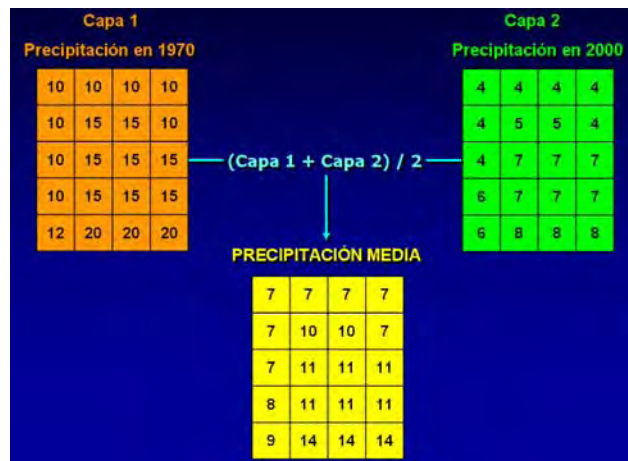 Capa 1
Precipitación en 1970
10 10 10 10
10 15 15 10
10 15 15 15
10 15 15 15
12 20 20 20
Capa 2
Precipitación en 2000
4 4 4 4
4 5 5 4
4 7 7 7
6 7 7 7
6 8 8 8
(Capa 1 + Capa 2) / 2
PRECIPITACIÓN MEDIA
7 7 7 7
7 10 10 7
7 11 11 11
8 11 11 11
9 14 14 14